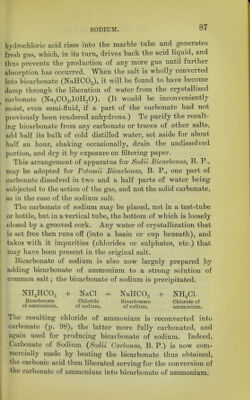 SODIUM. 87
hydrochloric acid rises into the marble tube and generates
fresh gas, which, in its turn, drives back the acid liquid, and
thus prevents the production of any more gas until further
absorption has occurred. When the salt is wholly converted
into bicarbonate (NaHCO₃), it will be found to have become
damp through the liberation of water from the crystallized
carbonate (Na₂CO₃,10H₂O). (It would be inconveniently
moist, even semi-fluid, if a part of the carbonate had not
previously been rendered anhydrous.) To purify the result-
ing bicarbonate from any carbonate or traces of other salts,
add half its bulk of cold distilled water, set aside for about
half an hour, shaking occasionally, drain the undissolved
portion, and dry it by exposure on filtering paper.
This arrangement of apparatus for Sodii Bicarbonas, B. P.,
may be adopted for Potassii Bicarbonas, B. P., one part of
carbonate dissolved in two and a half parts of water being
subjected to the action of the gas, and not the solid carbonate,
as in the case of the sodium salt.
The carbonate of sodium may be placed, not in a test-tube
or bottle, but in a vertical tube, the bottom of which is loosely
closed by a grooved cork. Any water of crystallization that
is set free then runs off (into a basin or cup beneath), and
takes with it impurities (chlorides or sulphates, etc.) that
may have been present in the original salt.
Bicarbonate of sodium is also now largely prepared by
adding bicarbonate of ammonium to a strong solution of
common salt; the bicarbonate of sodium is precipitated.
NH₄HCO₃ + NaCl = NaHCO₃ + NH₄Cl.
Bicarbonate Chloride Bicarbonate Chloride of
of ammonium. of sodium. of sodium. ammonium.
The resulting chloride of ammonium is reconverted into
carbonate (p. 98), the latter more fully carbonated, and
again used for producing bicarbonate of sodium. Indeed,
Carbonate of Sodium (Sodii Carbonas, B. P.) is now com-
mercially made by heating the bicarbonate thus obtained,
the carbonic acid then liberated serving for the conversion of
the carbonate of ammonium into bicarbonate of ammonium.